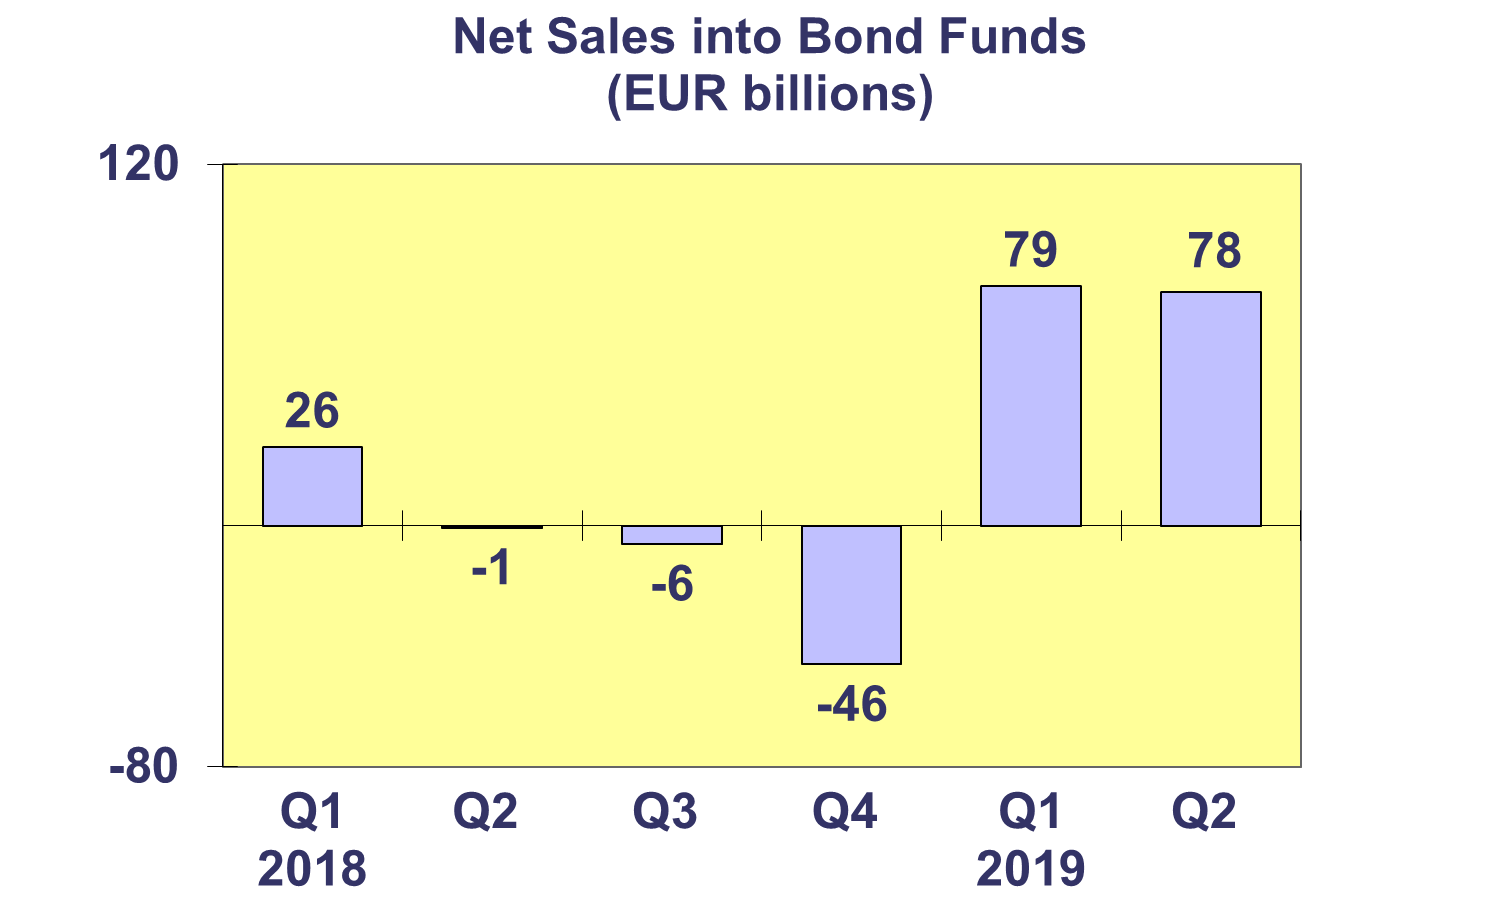 Net Sales into Bond Funds
(EUR billions)
120
79
78
26
-1
-6
-46
-80
Q1
Q2
Q3
Q4
Q1
Q2
2018
2019